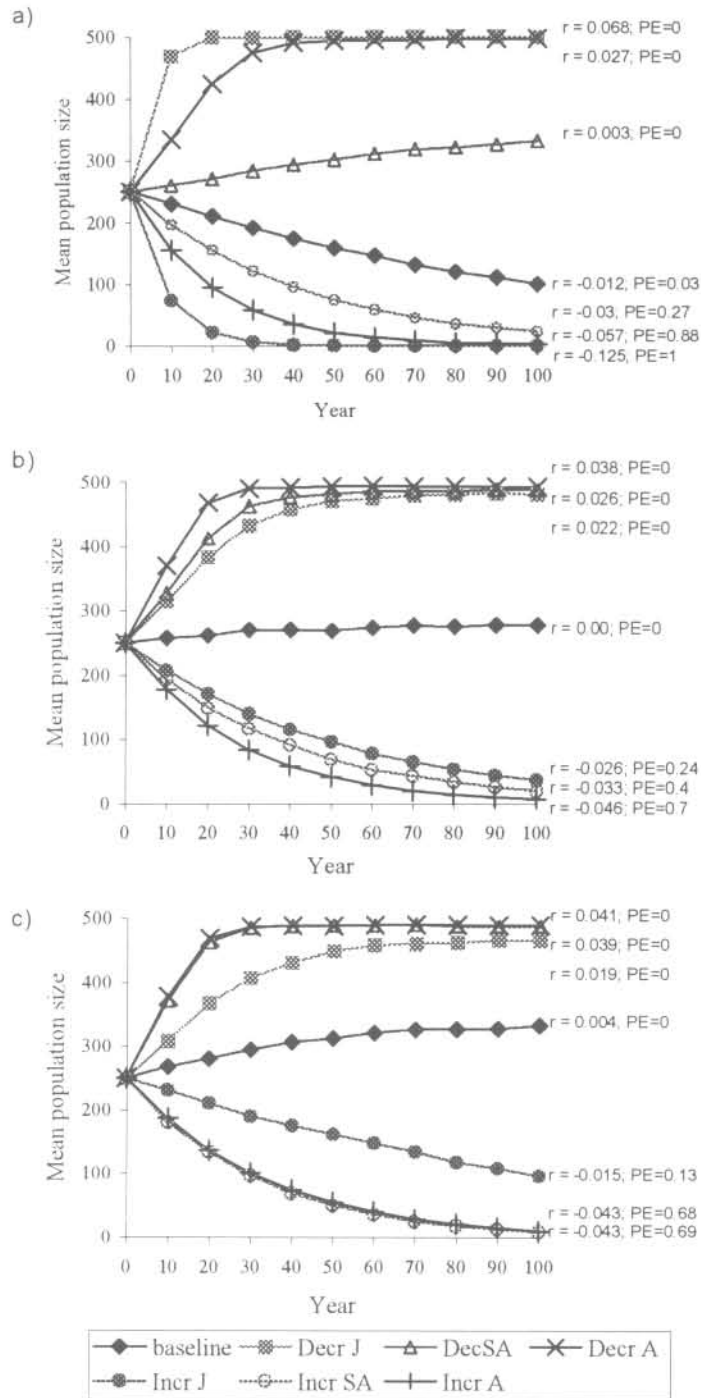 a)
500
400
300
200
100
0
Mean population size
0 10 20 30 40 50 60 70 80 90 100
Year
r = 0.068; PE=0
r = 0.027; PE=0
r = 0.003; PE=0
r = -0.012, PE=0.03
r = -0.03, PE=0.27
r = -0.057; PE=0.88
r = -0.125, PE=1
b)
500
400
300
200
100
0
Mean population size
0 10 20 30 40 50 60 70 80 90 100
Year
r = 0.038; PE=0
r = 0.026; PE=0
r = 0.022; PE=0
r = 0.00; PE=0
r = -0.026; PE=0.24
r = -0.033; PE=0.4
r = -0.046; PE=0.7
c)
500
400
300
200
100
0
Mean population size
0 10 20 30 40 50 60 70 80 90 100
Year
r = 0.041; PE=0
r = 0.039; PE=0
r = 0.019; PE=0
r = 0.004; PE=0
r = -0.015; PE=0.13
r = -0.043; PE=0.68
r = -0.043; PE=0.69
baseline Decr J DecSA Decr A
Incr J Incr SA Incr A